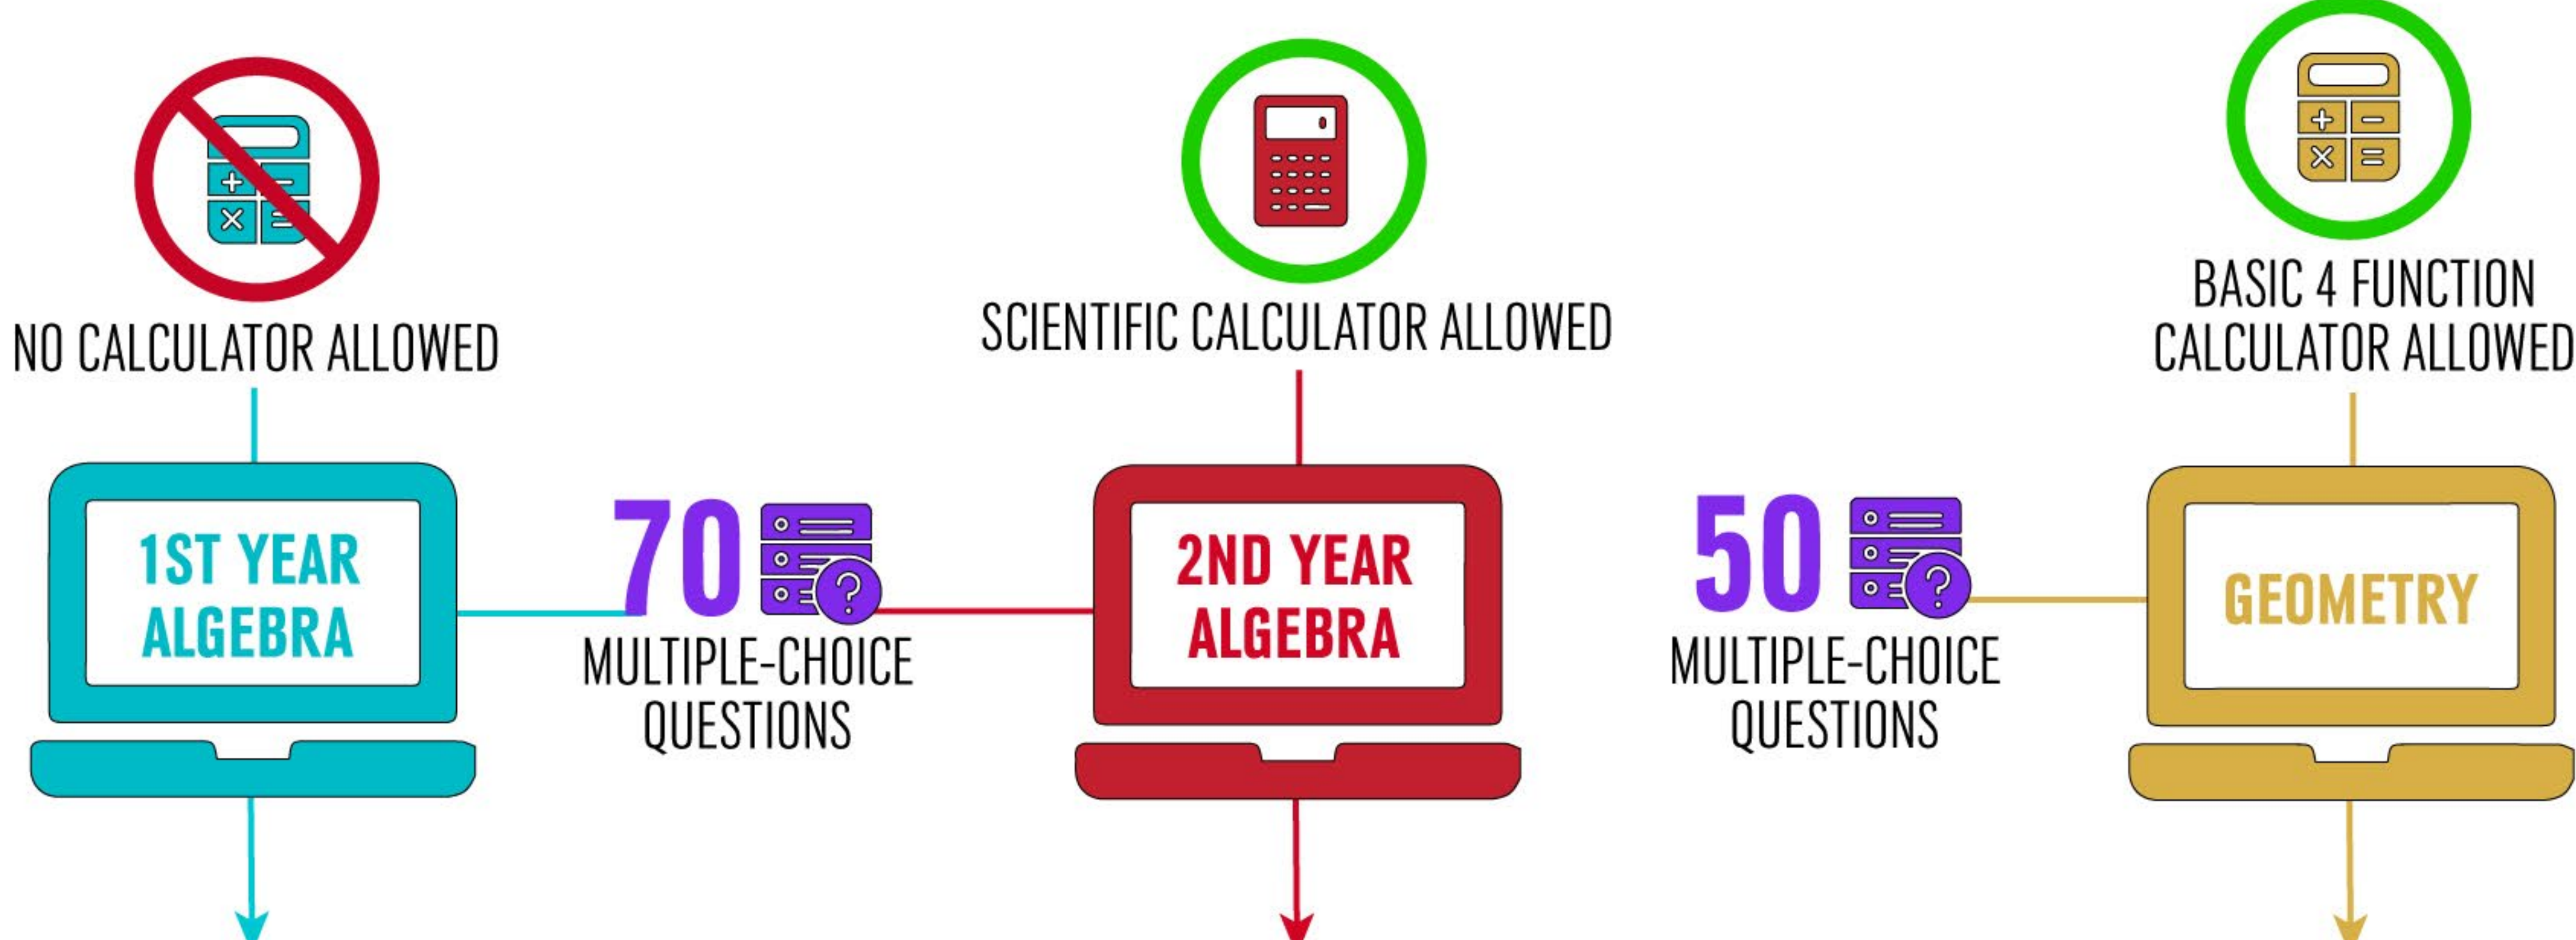 NO CALCULATOR ALLOWED
SCIENTIFIC CALCULATOR ALLOWED
BASIC 4 FUNCTION
CALCULATOR ALLOWED
1ST YEAR
ALGEBRA
70
MULTIPLE-CHOICE
QUESTIONS
2ND YEAR
ALGEBRA
50
MULTIPLE-CHOICE
QUESTIONS
GEOMETRY